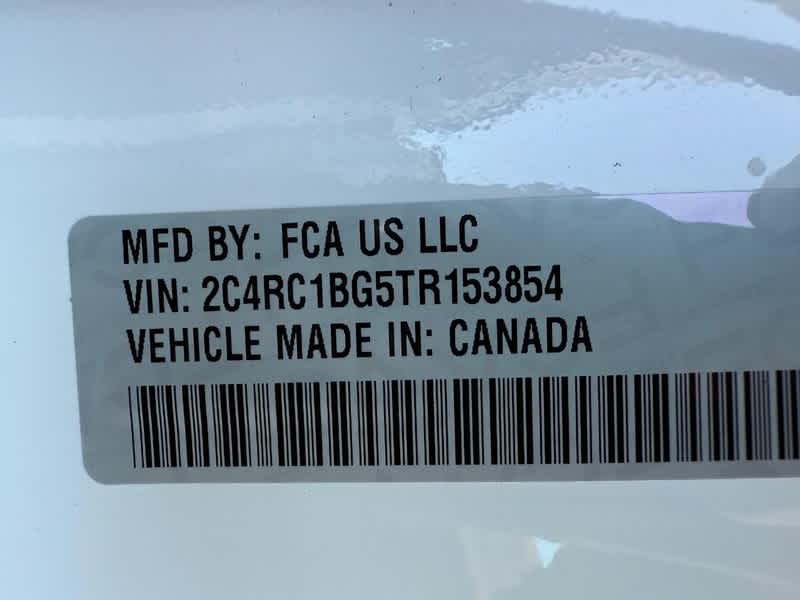 MFD BY: FCA US LLC
VIN: 2C4RC1BG5TR153854
VEHICLE MADE IN: CANADA